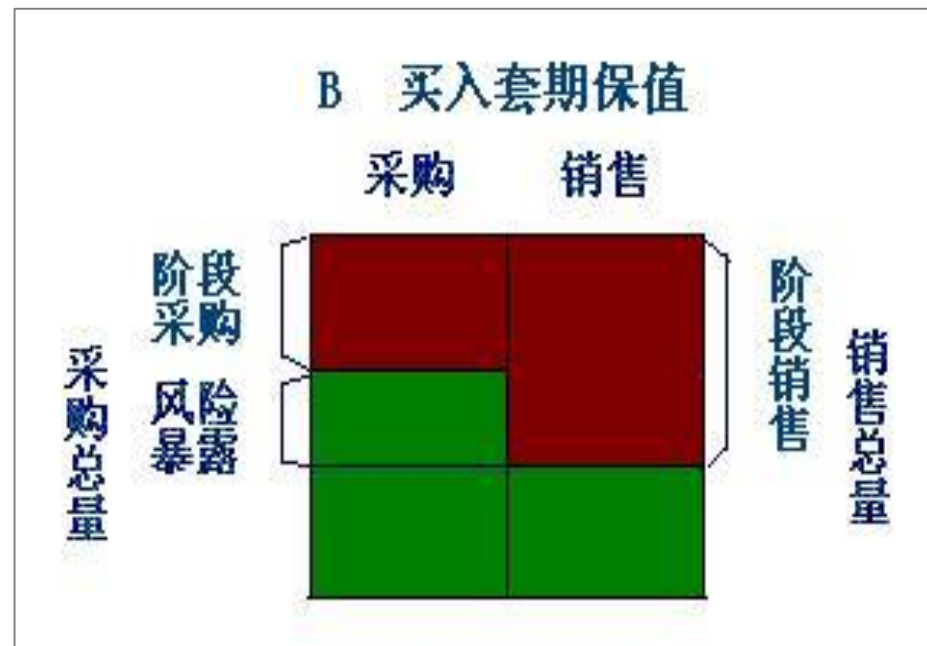 B 买入套期保值
采购 销售
阶段
采购
风险
暴露
采购总量
阶段销售
销售总量